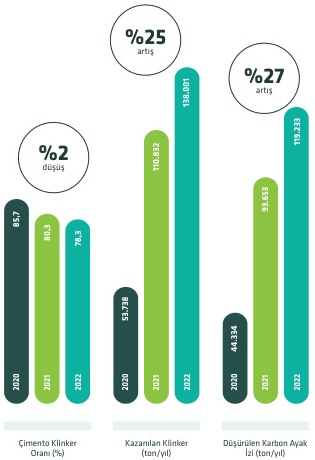 %25
artış
%27
artış
%2
düşüş
85,7
80,3
78,3
53.738
110.832
138.001
44.334
93.653
119.233
2020
2021
2022
2020
2021
2022
2020
2021
2022
Çimento Klinker
Oranı (%)
Kazanılan Klinker
(ton/yıl)
Düşürülen Karbon Ayak
İzi (ton/yıl)